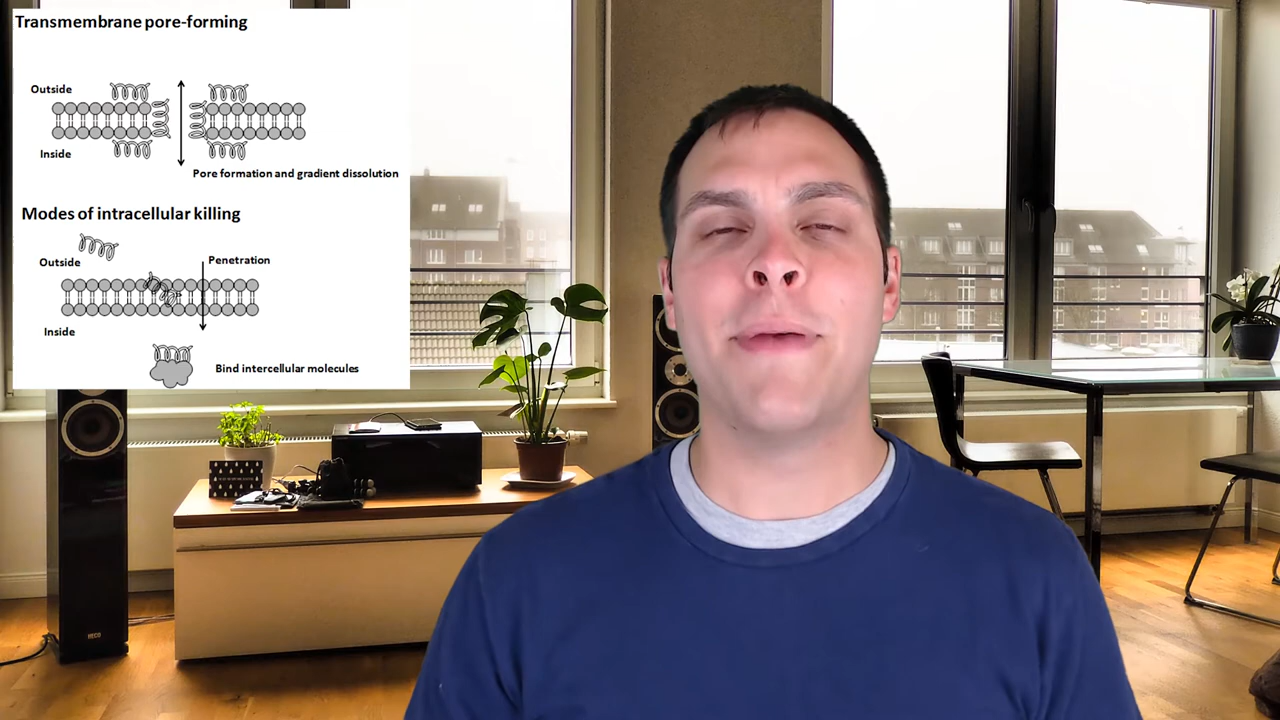 Transmembrane pore-forming
Outside
Inside
Pore formation and gradient dissolution
Modes of intracellular killing
Outside
Penetration
Inside
Bind intercellular molecules
HECO